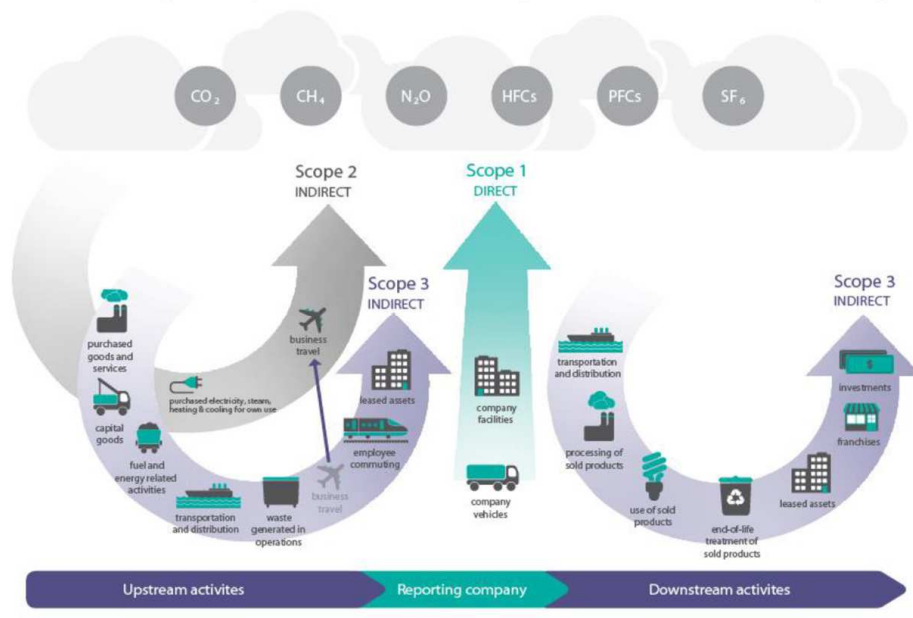 CO₂
CH₄
N₂O
HFCs
PFCs
SF₆
Scope 2
INDIRECT
Scope 1
DIRECT
Scope 3
INDIRECT
Scope 3
INDIRECT
purchased
goods and
services
capital
goods
fuel and
energy related
activities
purchased electricity, steam,
heating & cooling for own use
transportation
and distribution
waste
generated in
operations
business
travel
business
travel
employee
commuting
leased assets
company
facilities
company
vehicles
transportation
and distribution
processing of
sold products
use of sold
products
end-of-life
treatment of
sold products
leased assets
franchises
investments
$
Upstream activites
Reporting company
Downstream activites